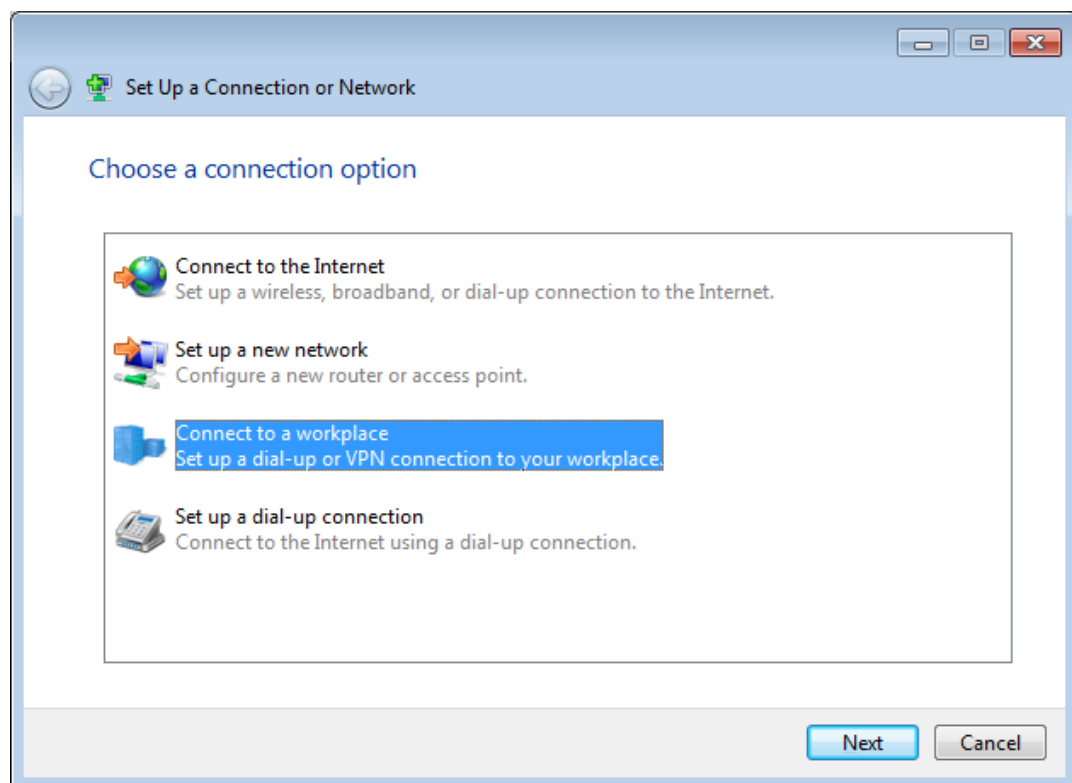 Set Up a Connection or Network
Choose a connection option
Connect to the Internet
Set up a wireless, broadband, or dial-up connection to the Internet.
Set up a new network
Configure a new router or access point.
Connect to a workplace
Set up a dial-up or VPN connection to your workplace.
Set up a dial-up connection
Connect to the Internet using a dial-up connection.
Next Cancel